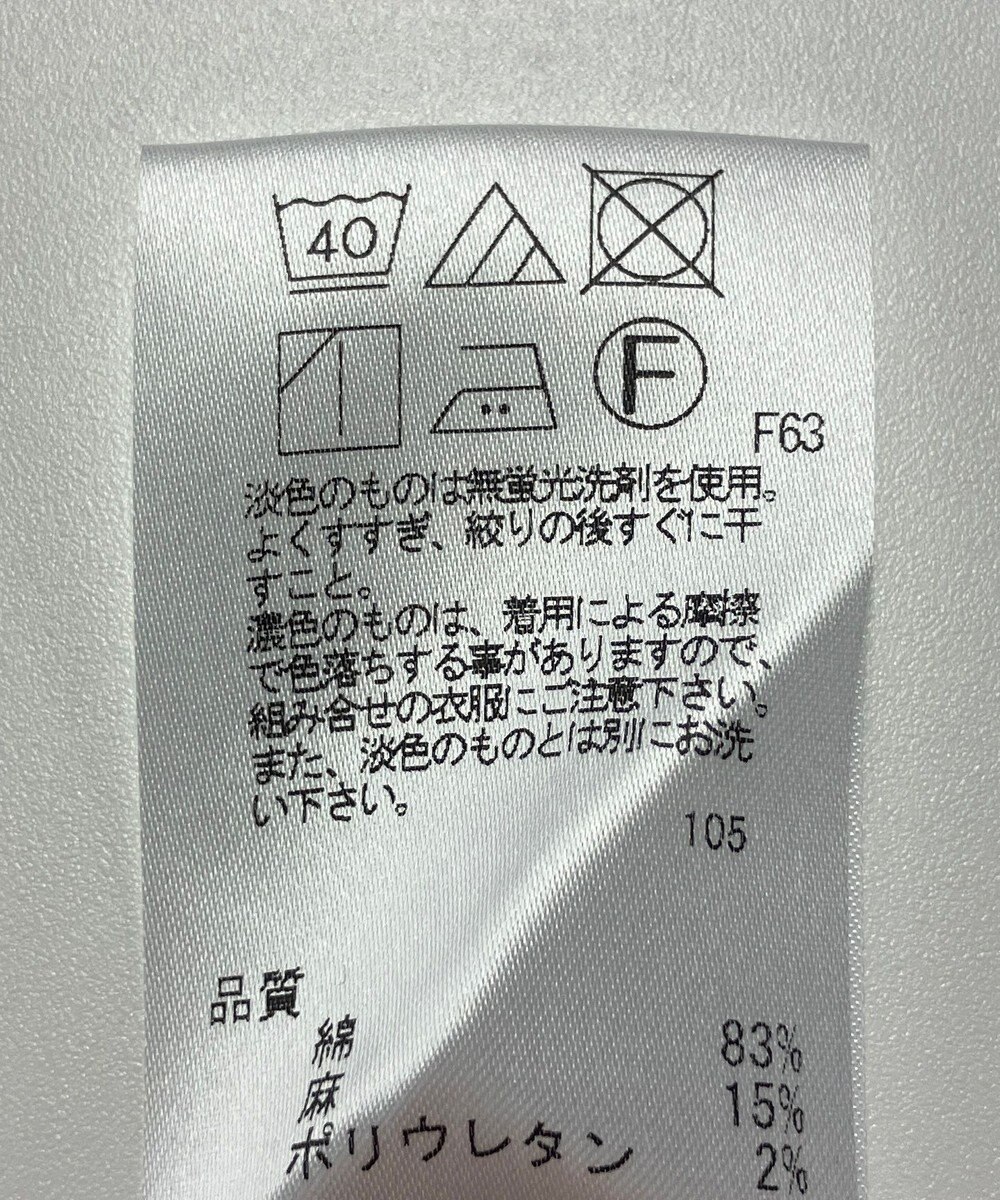 40
F
F63
淡色のものは無蛍光洗剤を使用。
よくすすぎ、絞りの後すぐに干
すこと。
濃色のものは、着用による摩擦
で色落ちする事がありますので、
組み合せの衣服にご注意下さい。
また、淡色のものとは別にお洗
い下さい。
105
品質
綿 83%
麻 15%
ポリウレタン 2%